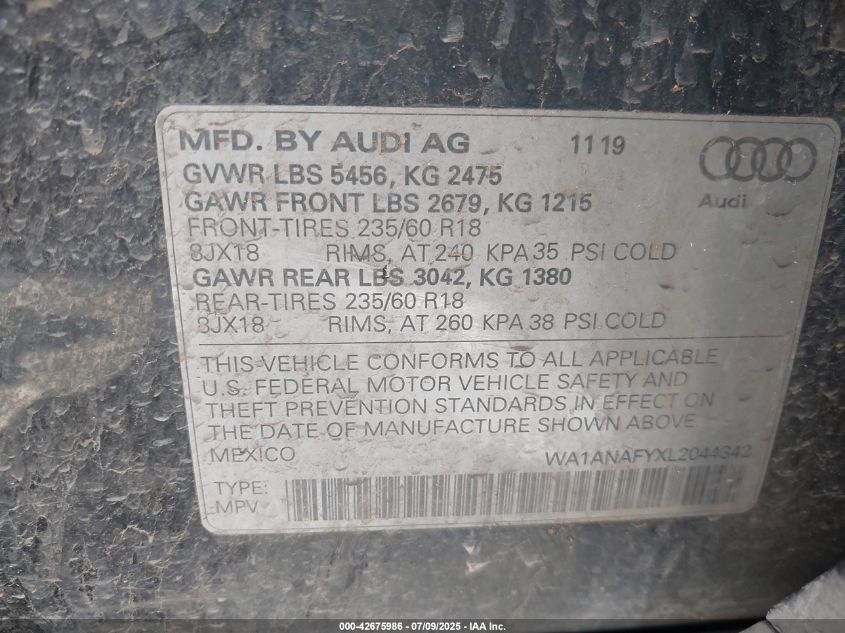 MFD. BY AUDI AG 11 19
GVWR LBS 5456, KG 2475
GAWR FRONT LBS 2679, KG 1215
Audi
FRONT-TIRES 235/60 R18
8JX18 RIMS, AT 240 KPA 35 PSI COLD
GAWR REAR LBS 3042, KG 1380
REAR-TIRES 235/60 R18
8JX18 RIMS, AT 260 KPA 38 PSI COLD
THIS VEHICLE CONFORMS TO ALL APPLICABLE
U.S. FEDERAL MOTOR VEHICLE SAFETY AND
THEFT PREVENTION STANDARDS IN EFFECT ON
THE DATE OF MANUFACTURE SHOWN ABOVE
MEXICO WA1ANAFYXL2044342
TYPE:
MPV
000-42675986 - 07/09/2025 - IAA Inc.